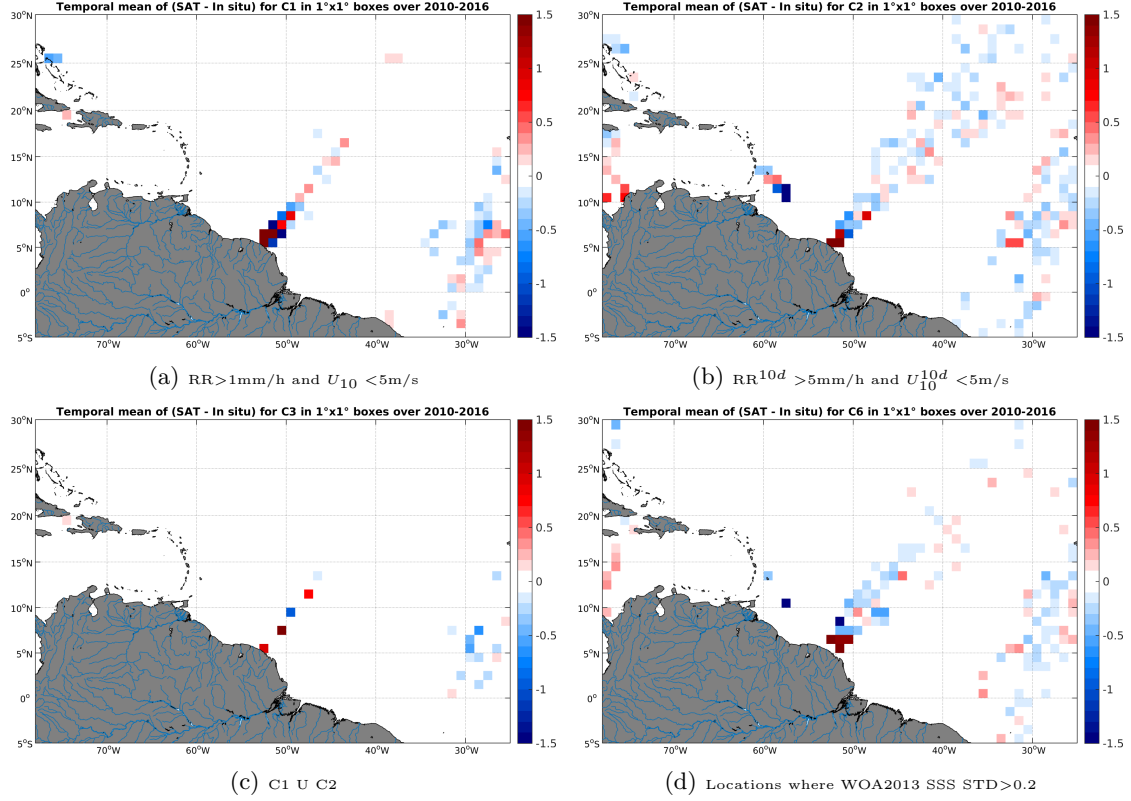 Temporal mean of (SAT - In situ) for C1 in 1°x1° boxes over 2010-2016
30°N
25°N
20°N
15°N
10°N
5°N
0°
5°S
70°W 60°W 50°W 40°W 30°W
1.5
1
0.5
0
-0.5
-1
-1.5
(a) RR>1mm/h and U₁₀ <5m/s
Temporal mean of (SAT - In situ) for C2 in 1°x1° boxes over 2010-2016
30°N
25°N
20°N
15°N
10°N
5°N
0°
5°S
70°W 60°W 50°W 40°W 30°W
1.5
1
0.5
0
-0.5
-1
-1.5
(b) RR¹⁰ᵈ >5mm/h and U₁₀¹⁰ᵈ <5m/s
Temporal mean of (SAT - In situ) for C3 in 1°x1° boxes over 2010-2016
30°N
25°N
20°N
15°N
10°N
5°N
0°
5°S
70°W 60°W 50°W 40°W 30°W
1.5
1
0.5
0
-0.5
-1
-1.5
(c) C1 U C2
Temporal mean of (SAT - In situ) for C6 in 1°x1° boxes over 2010-2016
30°N
25°N
20°N
15°N
10°N
5°N
0°
5°S
70°W 60°W 50°W 40°W 30°W
1.5
1
0.5
0
-0.5
-1
-1.5
(d) Locations where WOA2013 SSS STD>0.2